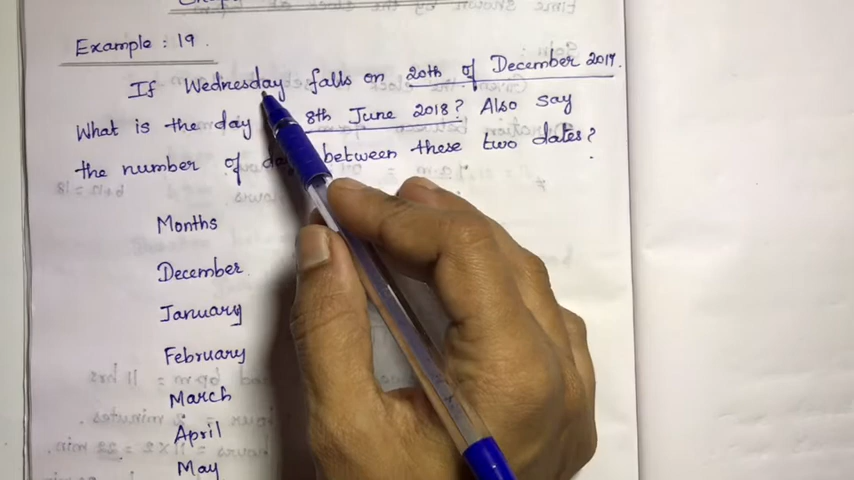 Example : 19
If Wednesday falls on 20th of December 2017.
What is the day 8th June 2018? Also say
the number of between these two dates?
Months
December
January
February
March
April
May